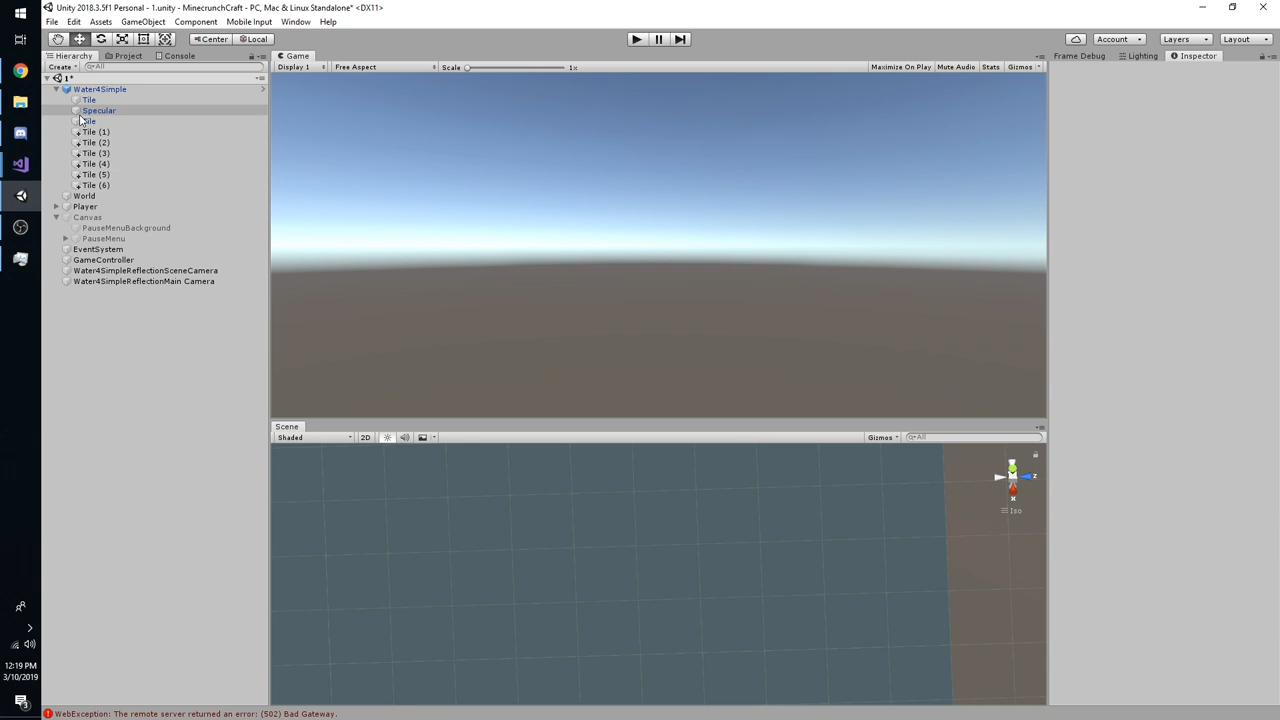 Unity 2018.3.5f1 Personal - 1.unity - MinecrunchCraft - PC, Mac & Linux Standalone* <DX11>
File Edit Assets GameObject Component Mobile Input Window Help
Center Local Account Layers Layout
Hierarchy Project Console Game Frame Debug Lighting Inspector
Create All Display 1 Free Aspect Scale 1x Maximize On Play Mute Audio Stats Gizmos
1*
Water4Simple
Tile
Specular
Tile
Tile (1)
Tile (2)
Tile (3)
Tile (4)
Tile (5)
Tile (6)
World
Player
Canvas
PauseMenuBackground
PauseMenu
EventSystem
GameController
Water4SimpleReflectionSceneCamera
Water4SimpleReflectionMain Camera
Scene
Shaded 2D Gizmos All
z
x
Iso
12:19 PM
3/10/2019
3
WebException: The remote server returned an error: (502) Bad Gateway.